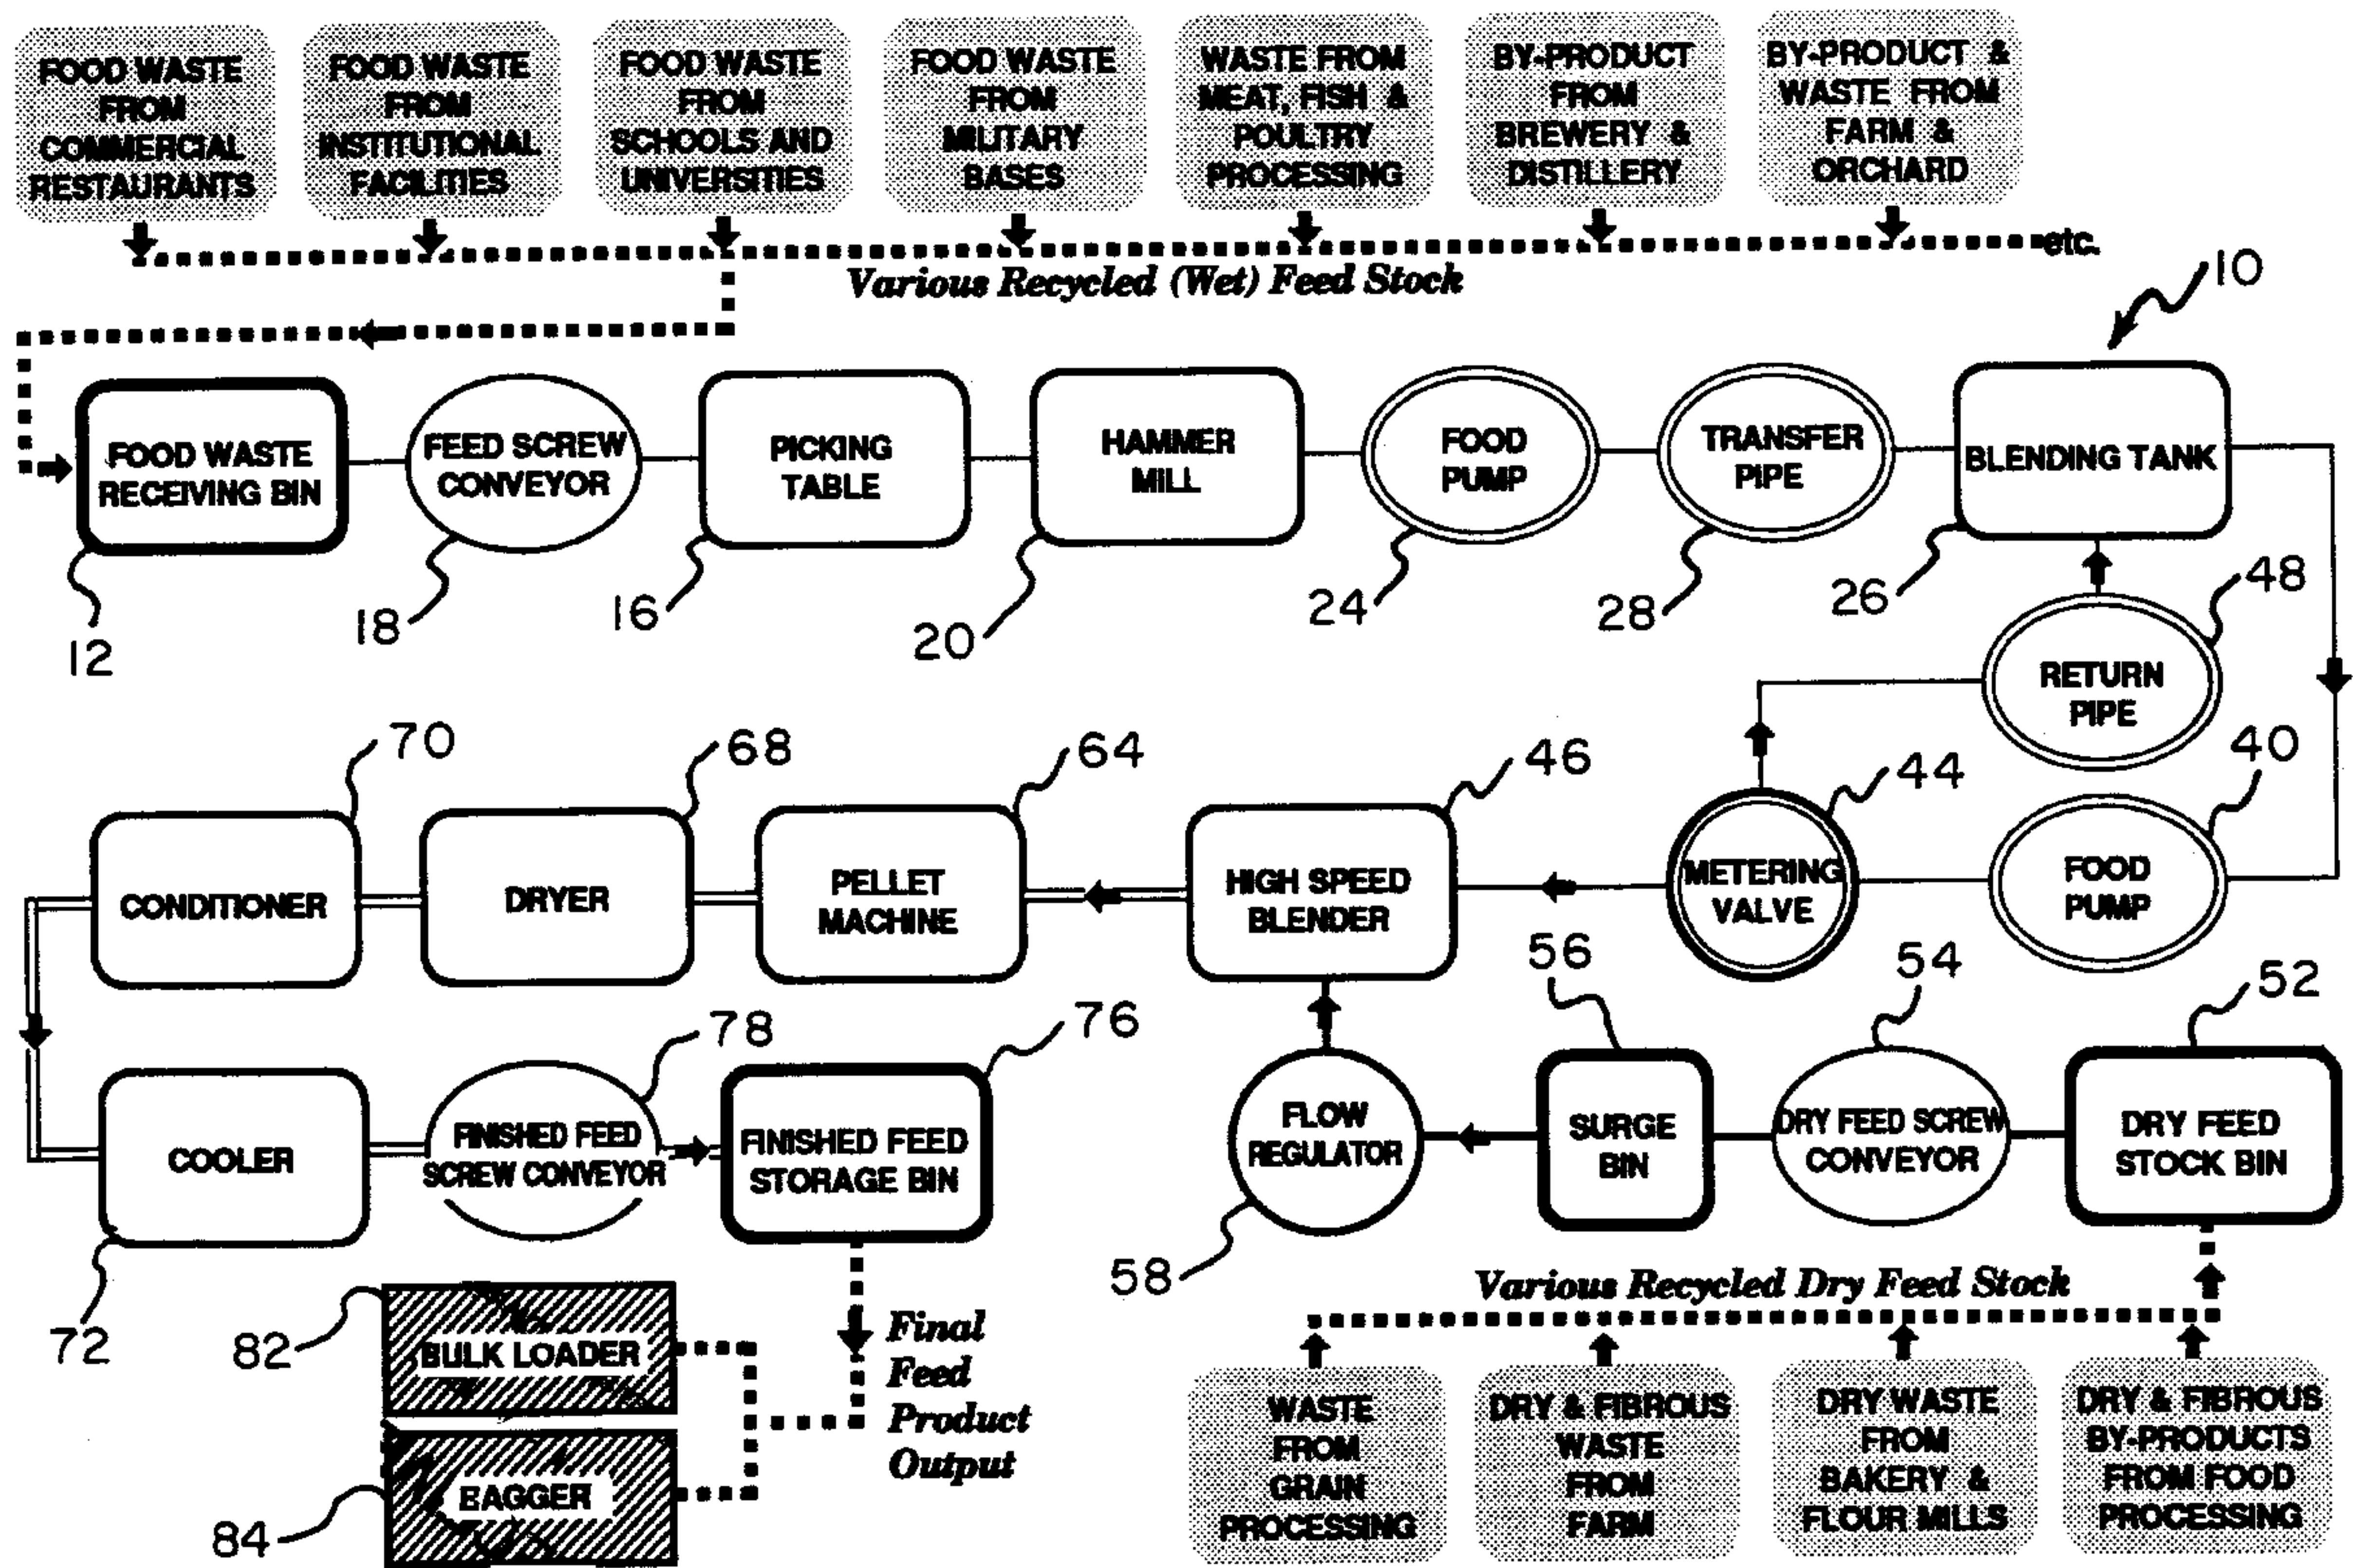 FOOD WASTE
FROM
COMMERCIAL
RESTAURANTS
FOOD WASTE
FROM
INSTITUTIONAL
FACILITIES
FOOD WASTE
FROM
SCHOOLS AND
UNIVERSITIES
FOOD WASTE
FROM
MILITARY
BASES
WASTE FROM
MEAT, FISH &
POULTRY
PROCESSING
BY-PRODUCT
FROM
BREWERY &
DISTILLERY
BY-PRODUCT &
WASTE FROM
FARM &
ORCHARD
etc.
Various Recycled (Wet) Feed Stock
10
FOOD WASTE
RECEIVING BIN
12
FEED SCREW
CONVEYOR
18
PICKING
TABLE
16
HAMMER
MILL
20
FOOD
PUMP
24
TRANSFER
PIPE
28
BLENDING TANK
26
RETURN
PIPE
48
70
CONDITIONER
68
DRYER
64
PELLET
MACHINE
46
HIGH SPEED
BLENDER
44
METERING
VALVE
40
FOOD
PUMP
COOLER
72
78
FINISHED FEED
SCREW CONVEYOR
76
FINISHED FEED
STORAGE BIN
FLOW
REGULATOR
58
56
SURGE
BIN
54
DRY FEED SCREW
CONVEYOR
52
DRY FEED
STOCK BIN
82
BULK LOADER
84
BAGGER
Final
Feed
Product
Output
Various Recycled Dry Feed Stock
WASTE
FROM
GRAIN
PROCESSING
DRY & FIBROUS
WASTE
FROM
FARM
DRY WASTE
FROM
BAKERY &
FLOUR MILLS
DRY & FIBROUS
BY-PRODUCTS
FROM FOOD
PROCESSING